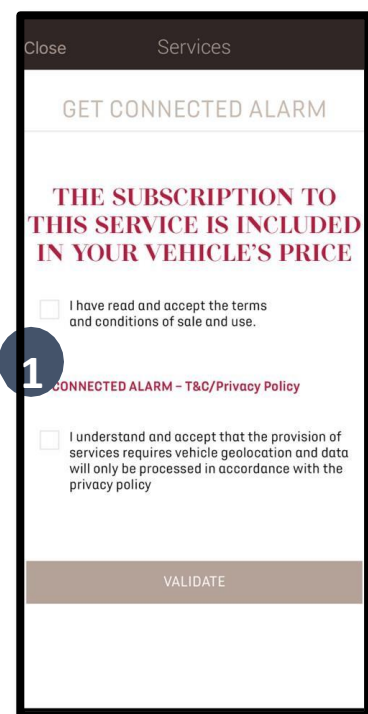 Close Services
GET CONNECTED ALARM
THE SUBSCRIPTION TO
THIS SERVICE IS INCLUDED
IN YOUR VEHICLE'S PRICE
I have read and accept the terms
and conditions of sale and use.
1
CONNECTED ALARM – T&C/Privacy Policy
I understand and accept that the provision of
services requires vehicle geolocation and data
will only be processed in accordance with the
privacy policy
VALIDATE